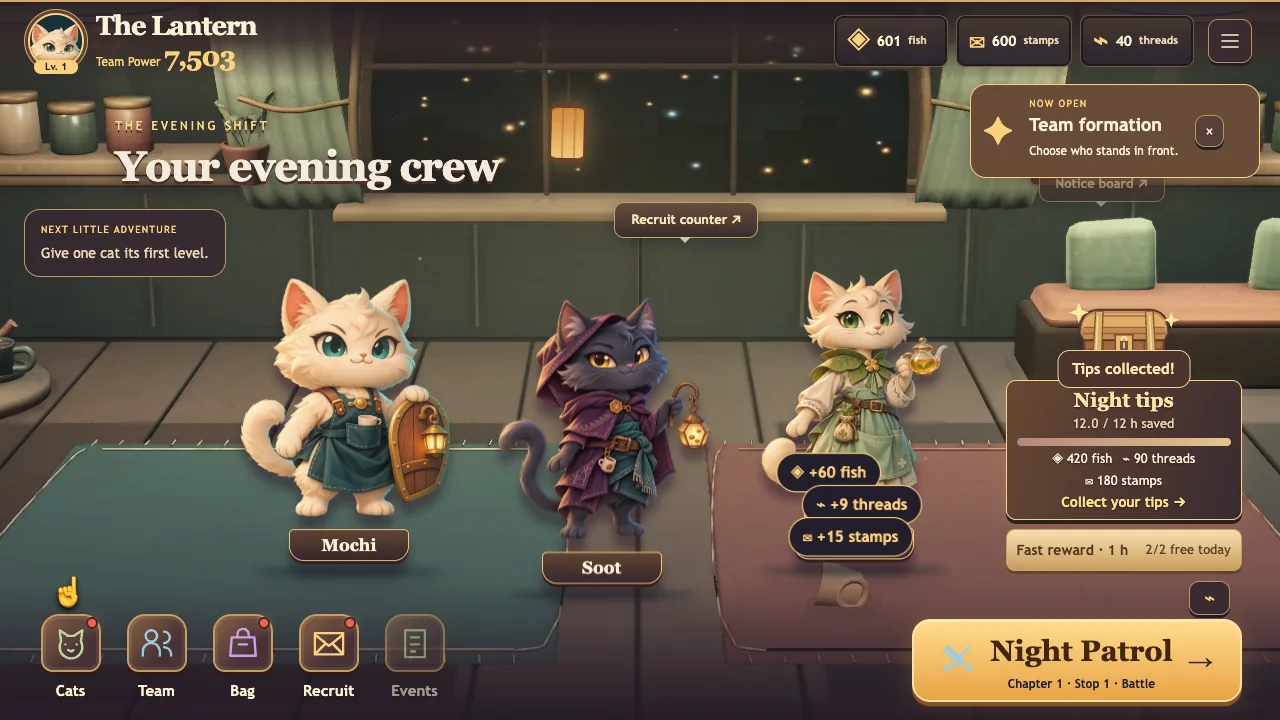 The Lantern
Lv. 1
Team Power 7,503
601 fish
600 stamps
40 threads
NOW OPEN
Team formation
Choose who stands in front.
×
THE EVENING SHIFT
Your evening crew
Notice board ↗
Recruit counter ↗
NEXT LITTLE ADVENTURE
Give one cat its first level.
Tips collected!
Night tips
12.0 / 12 h saved
420 fish 90 threads
180 stamps
Collect your tips →
+60 fish
+9 threads
+15 stamps
Mochi
Soot
Fast reward · 1 h 2/2 free today
Cats
Team
Bag
Recruit
Events
Night Patrol →
Chapter 1 · Stop 1 · Battle